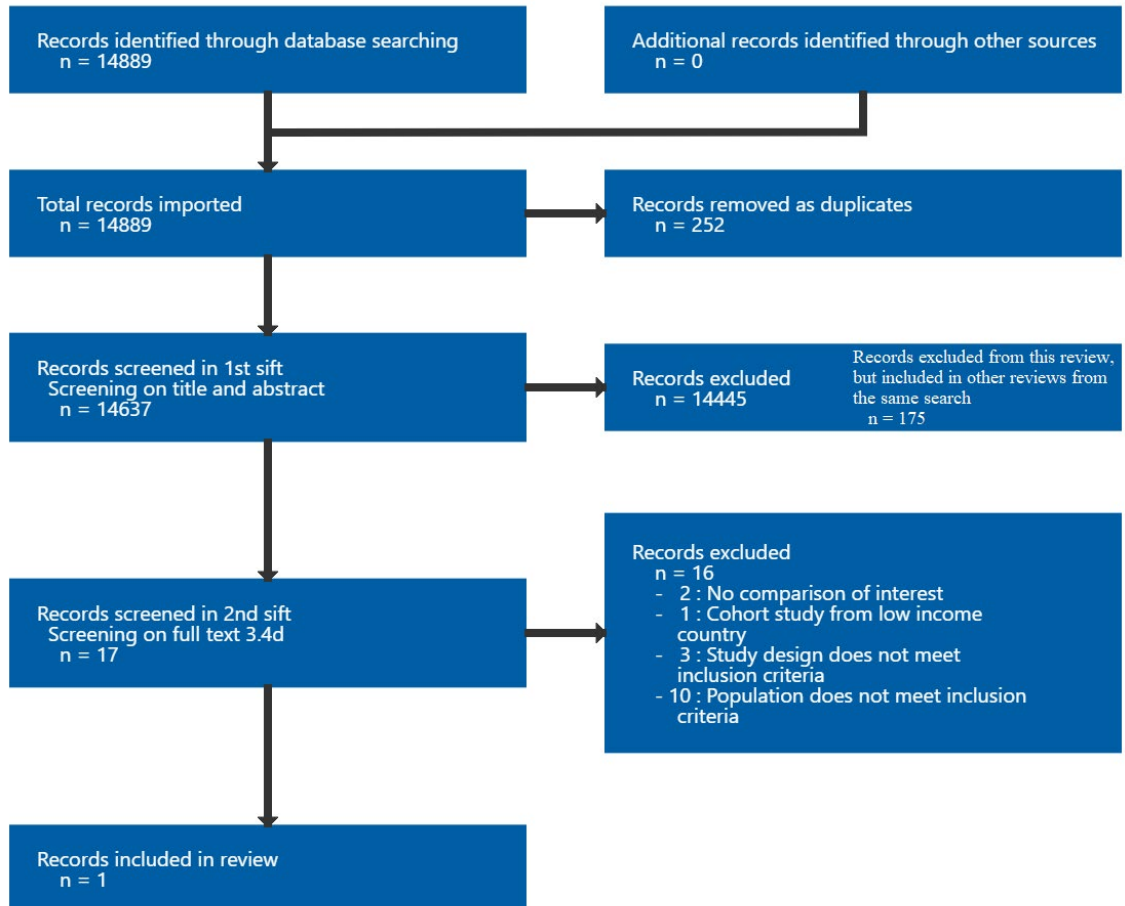 Records identified through database searching
n = 14889
Additional records identified through other sources
n = 0
Total records imported
n = 14889
Records removed as duplicates
n = 252
Records screened in 1st sift
Screening on title and abstract
n = 14637
Records excluded
n = 14445
Records excluded from this review,
but included in other reviews from
the same search
n = 175
Records screened in 2nd sift
Screening on full text 3.4d
n = 17
Records excluded
n = 16
- 2 : No comparison of interest
- 1 : Cohort study from low income
country
- 3 : Study design does not meet
inclusion criteria
- 10 : Population does not meet inclusion
criteria
Records included in review
n = 1